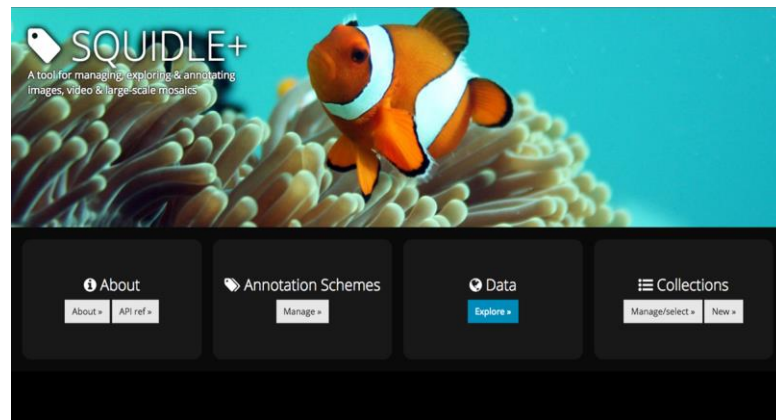 SQUIDLE+
A tool for managing, exploring & annotating
images, video & large-scale mosaics
About
About »
API ref »
Annotation Schemes
Manage »
Data
Explore »
Collections
Manage/select »
New »